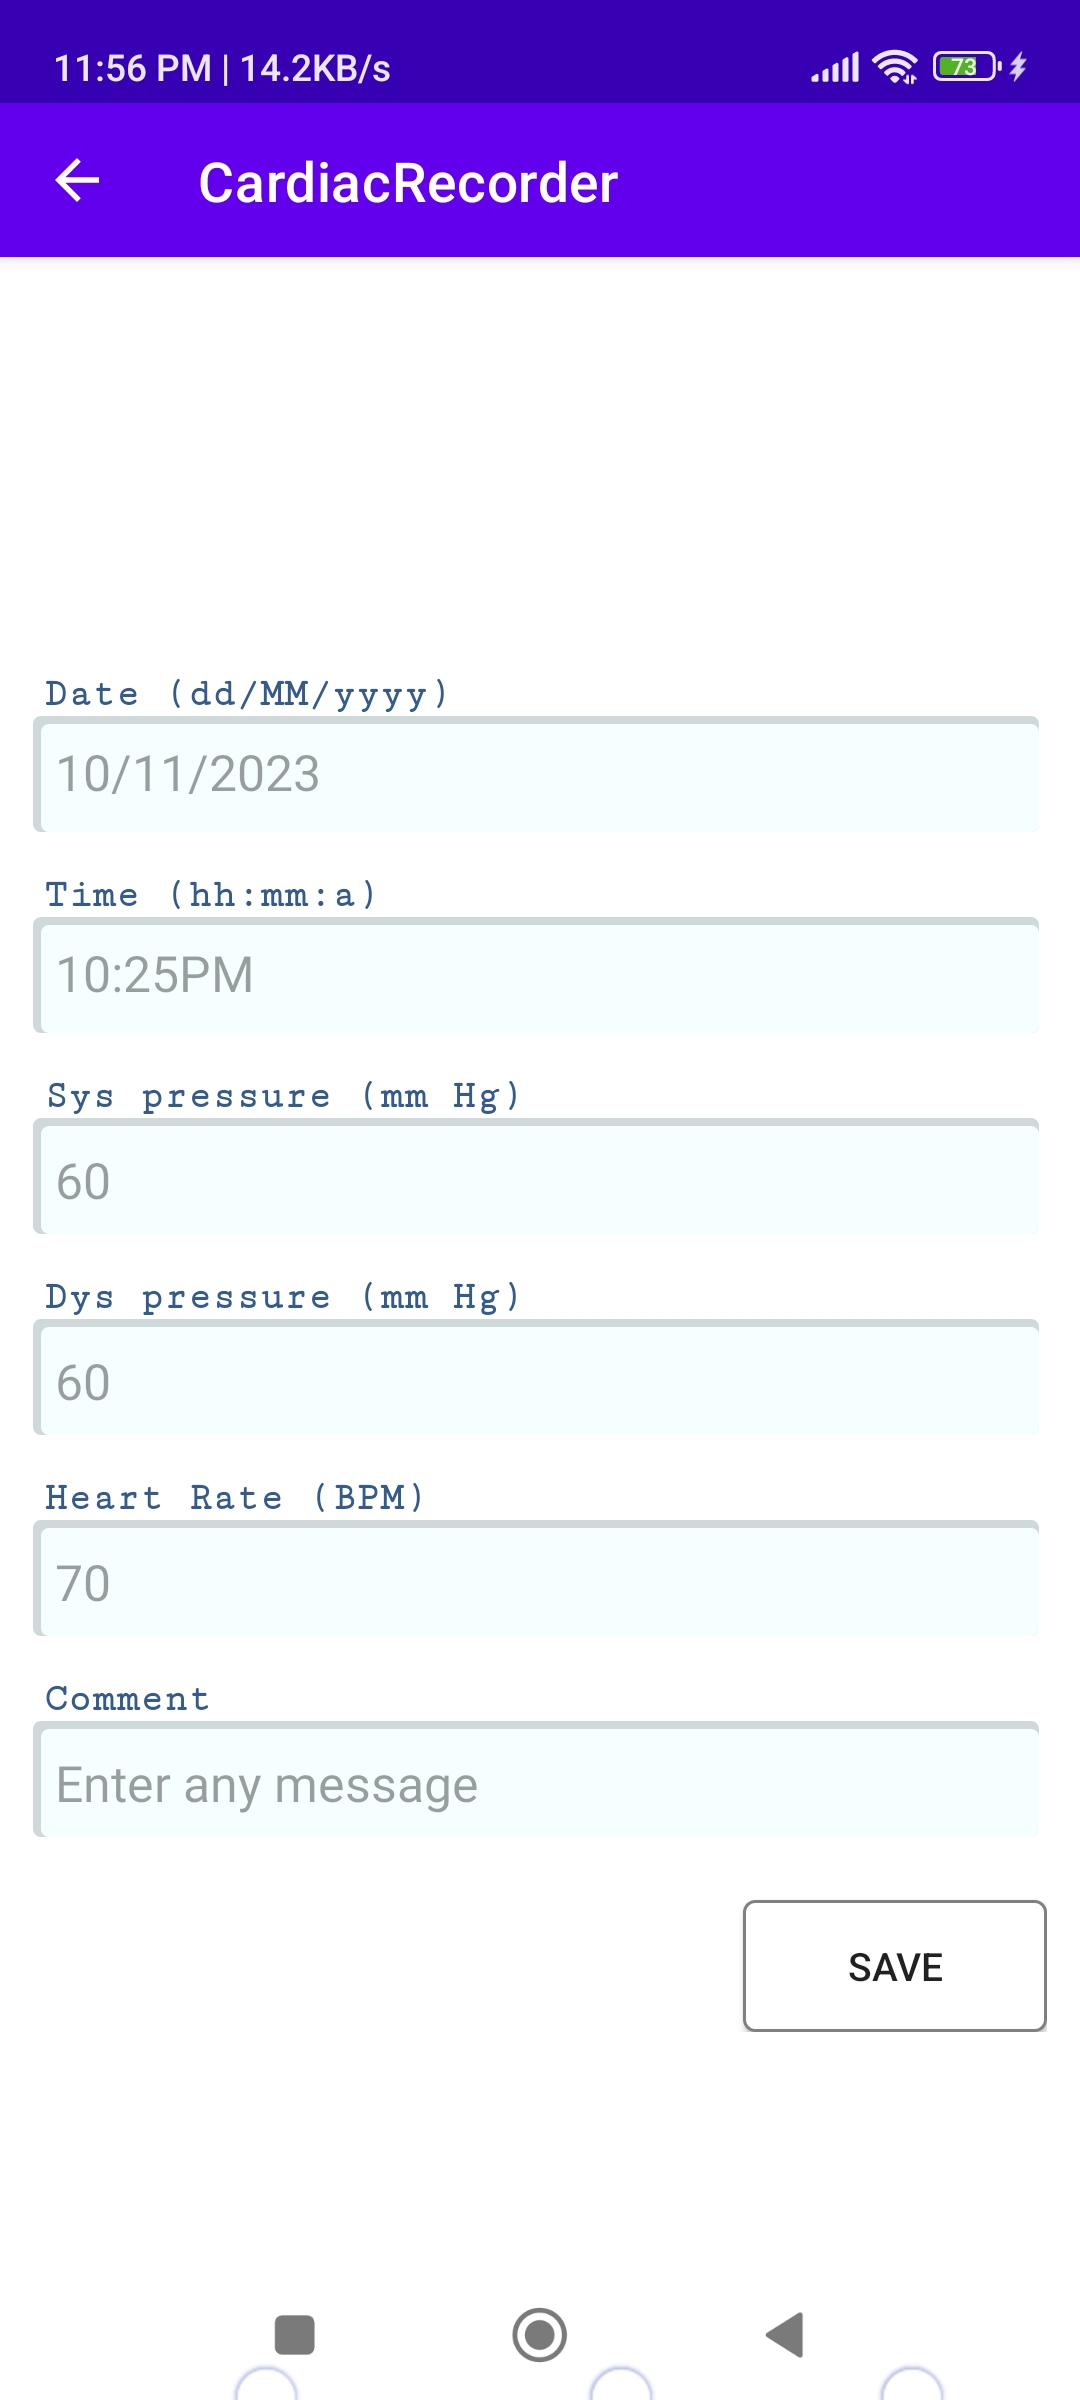 11:56 PM | 14.2KB/s 73
CardiacRecorder
Date (dd/MM/yyyy)
10/11/2023
Time (hh:mm:a)
10:25PM
Sys pressure (mm Hg)
60
Dys pressure (mm Hg)
60
Heart Rate (BPM)
70
Comment
Enter any message
SAVE